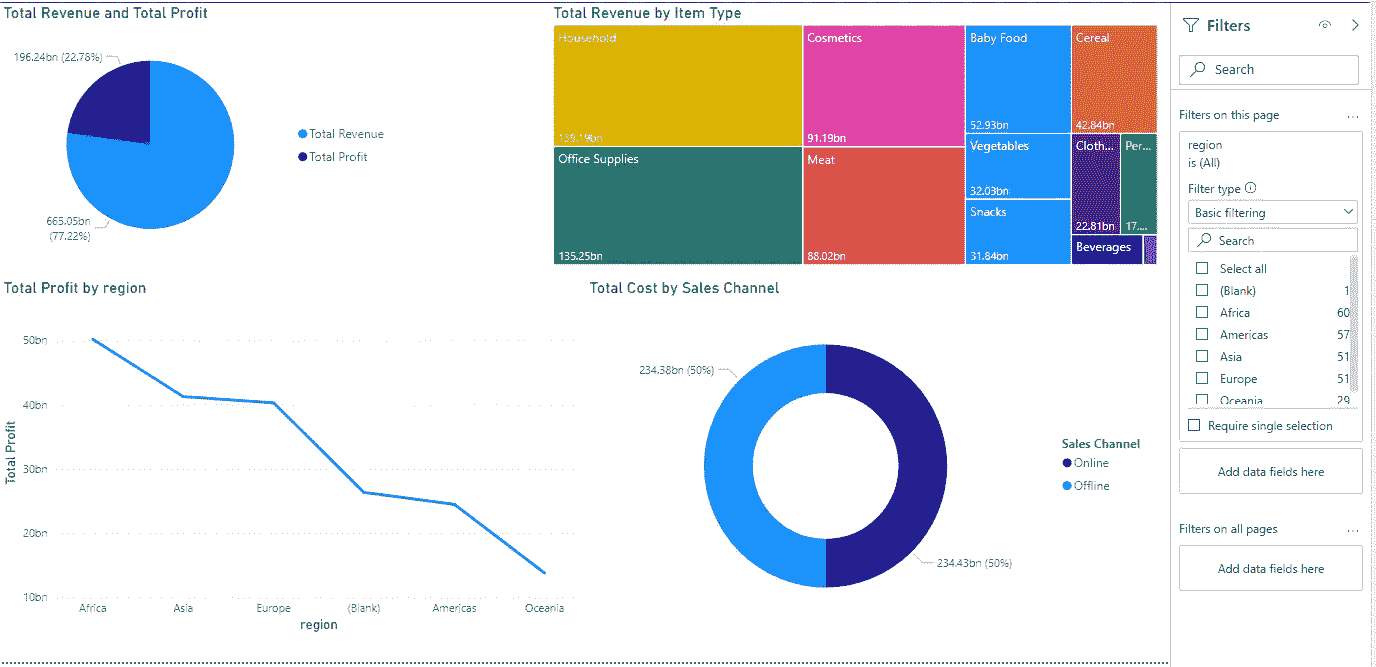 Total Revenue and Total Profit
196.24bn (22.78%)
665.05bn
(77.22%)
Total Revenue
Total Profit
Total Revenue by Item Type
Household
139.19bn
Office Supplies
135.25bn
Cosmetics
91.19bn
Meat
88.02bn
Baby Food
52.93bn
Vegetables
32.03bn
Snacks
31.84bn
Cereal
42.84bn
Cloth...
22.81bn
Per...
17....
Beverages
Total Profit by region
Total Profit
50bn
40bn
30bn
20bn
10bn
Africa
Asia
Europe
(Blank)
Americas
Oceania
region
Total Cost by Sales Channel
234.38bn (50%)
234.43bn (50%)
Sales Channel
Online
Offline
Filters
Search
Filters on this page
...
region
is (All)
Filter type
Basic filtering
Search
Select all
(Blank) 1
Africa 60
Americas 57
Asia 51
Europe 51
Oceania 29
Require single selection
Add data fields here
Filters on all pages
...
Add data fields here